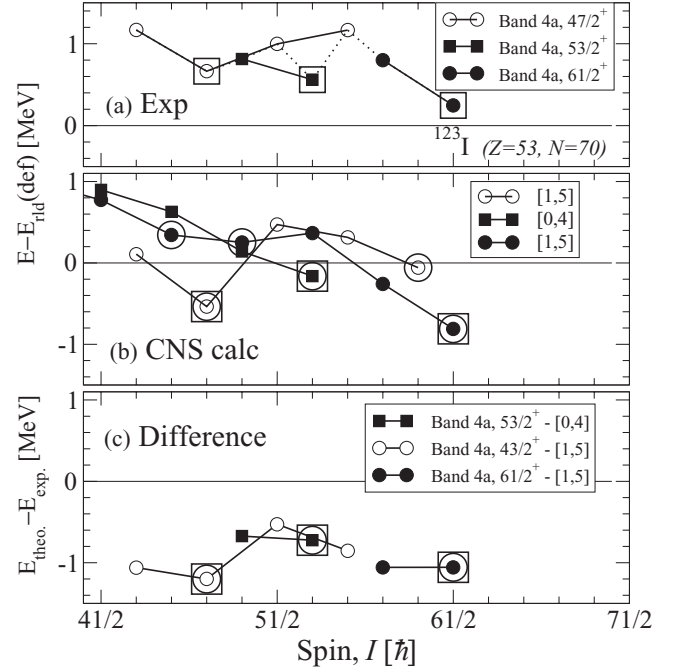 1
0
E−E_rld(def) [MeV]
(a) Exp
Band 4a, 47/2⁺
Band 4a, 53/2⁺
Band 4a, 61/2⁺
¹²³I (Z=53, N=70)
1
0
-1
(b) CNS calc
[1,5]
[0,4]
[1,5]
1
0
-1
E_theo.−E_exp. [MeV]
(c) Difference
Band 4a, 53/2⁺ - [0,4]
Band 4a, 43/2⁺ - [1,5]
Band 4a, 61/2⁺ - [1,5]
41/2 51/2 61/2 71/2
Spin, I [ℏ]